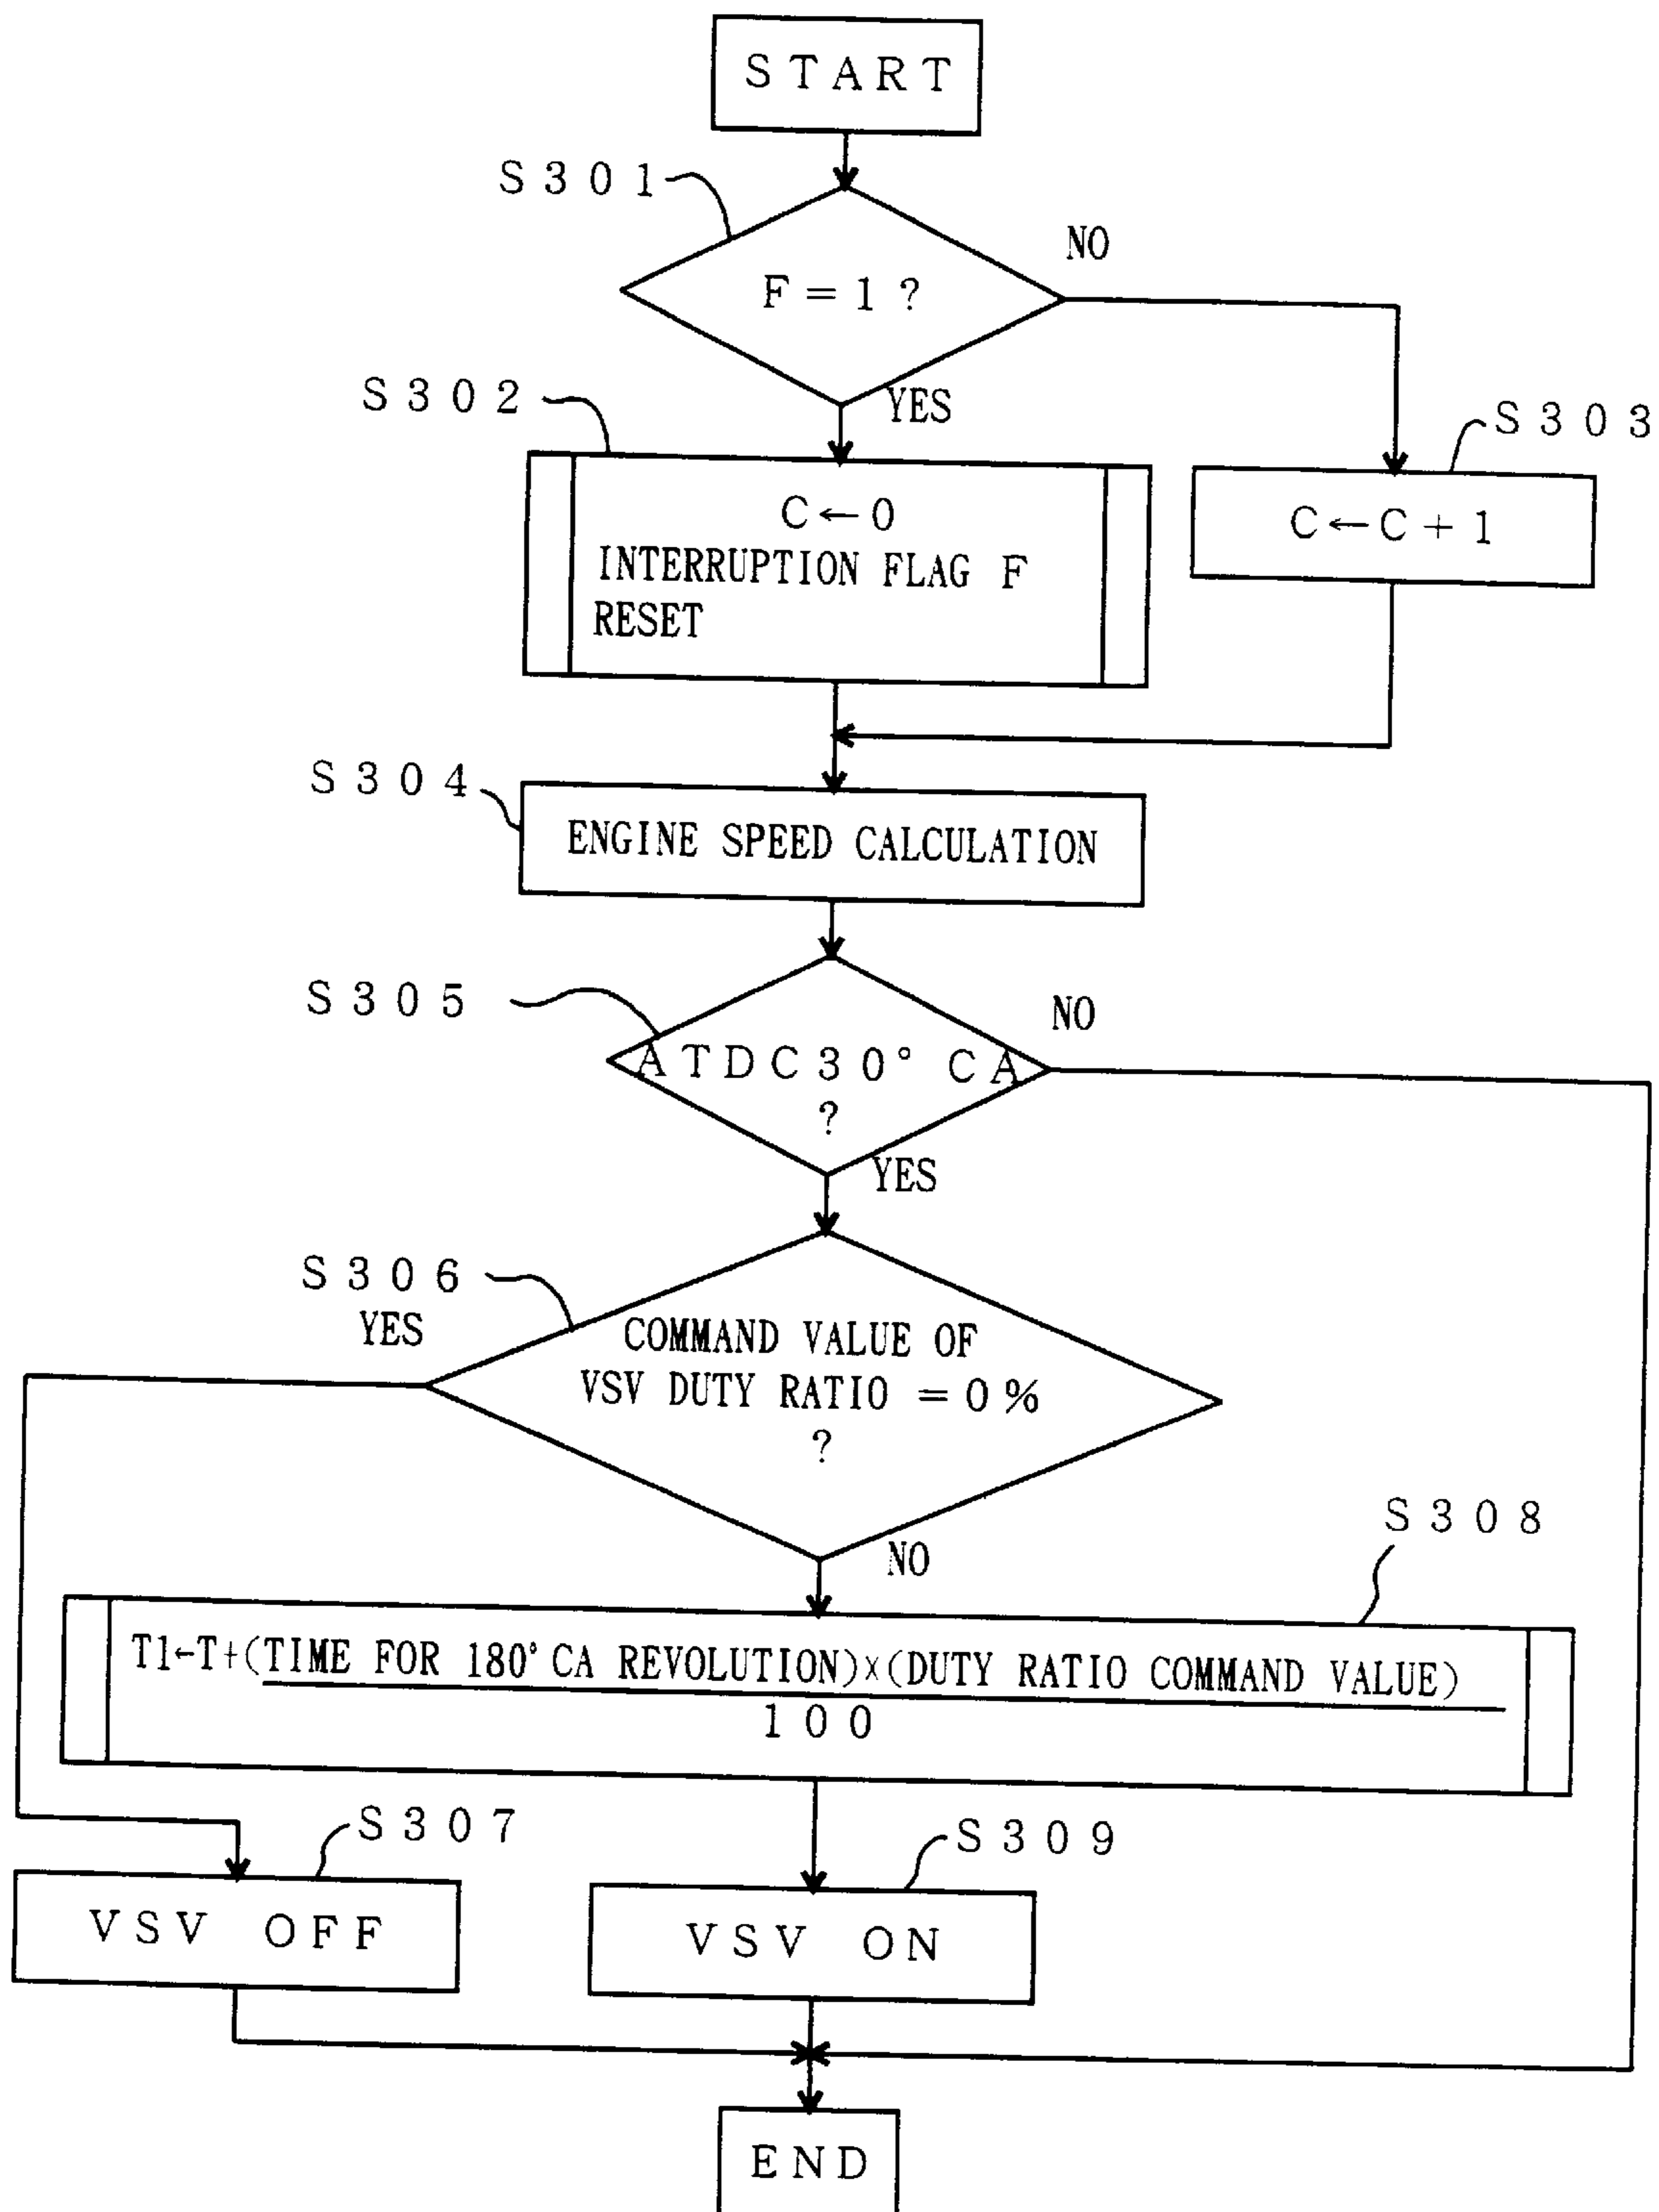 START
S301
NO
F=1?
S302
YES
S303
C←0
INTERRUPTION FLAG F
RESET
C←C+1
S304
ENGINE SPEED CALCULATION
S305
NO
ATDC30°CA
?
YES
S306
YES
COMMAND VALUE OF
VSV DUTY RATIO =0%
?
NO
S308
T1←T+(TIME FOR 180°CA REVOLUTION)×(DUTY RATIO COMMAND VALUE)
100
S307
S309
VSV OFF
VSV ON
END